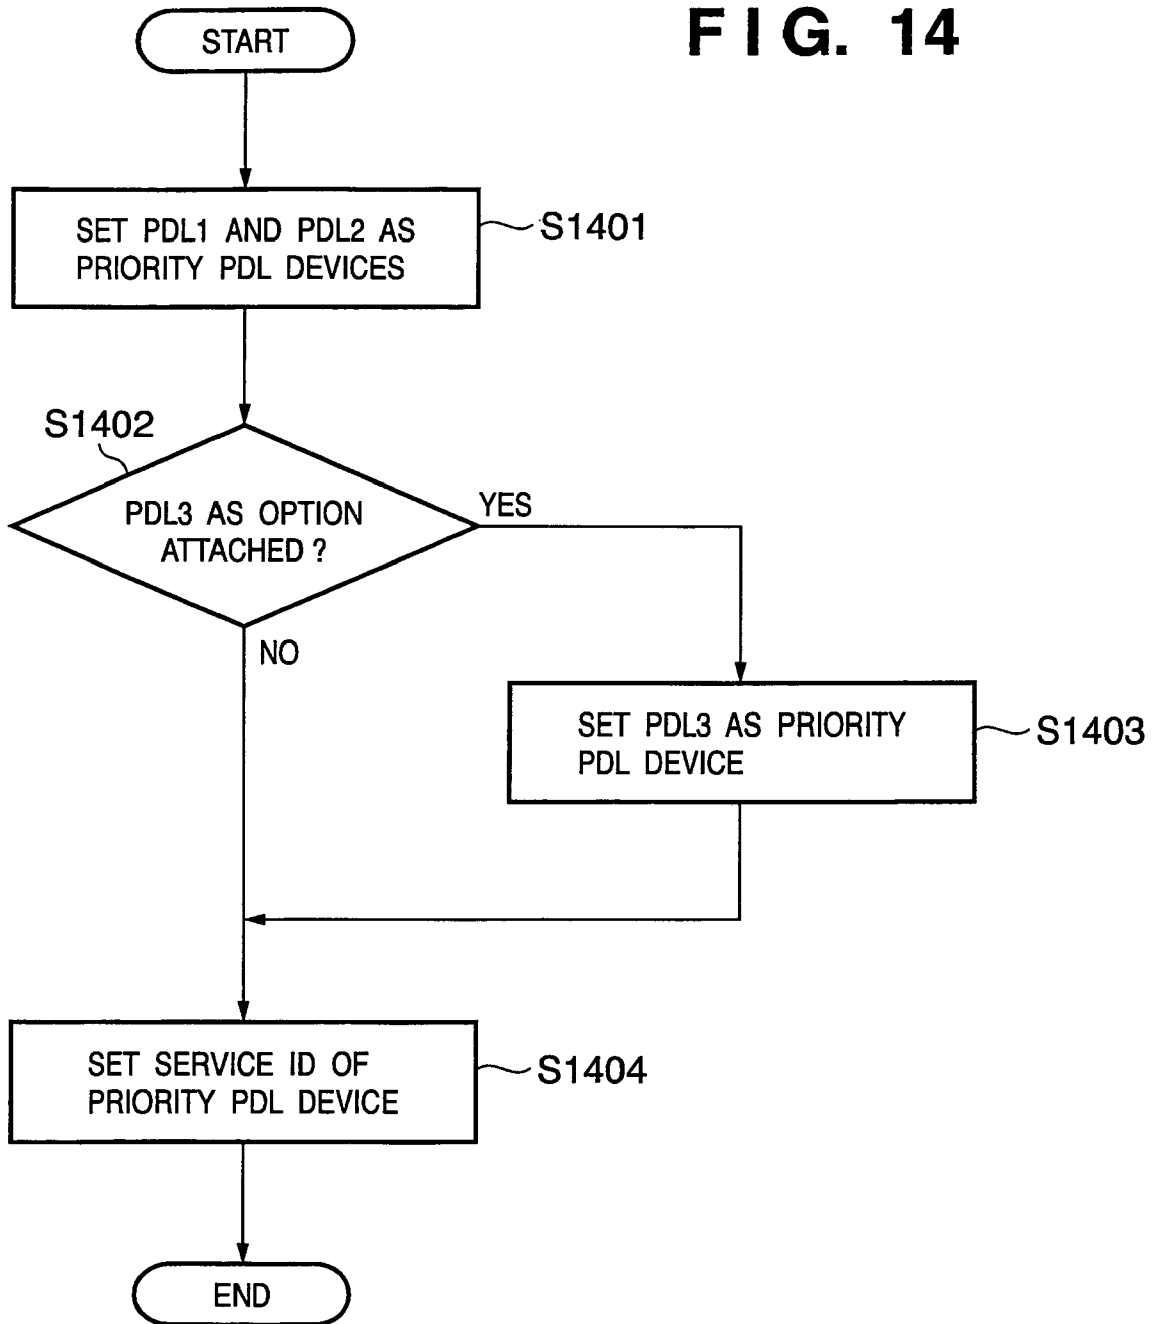 FIG. 14
START
SET PDL1 AND PDL2 AS
PRIORITY PDL DEVICES
S1401
S1402
PDL3 AS OPTION
ATTACHED ?
YES
NO
SET PDL3 AS PRIORITY
PDL DEVICE
S1403
SET SERVICE ID OF
PRIORITY PDL DEVICE
S1404
END